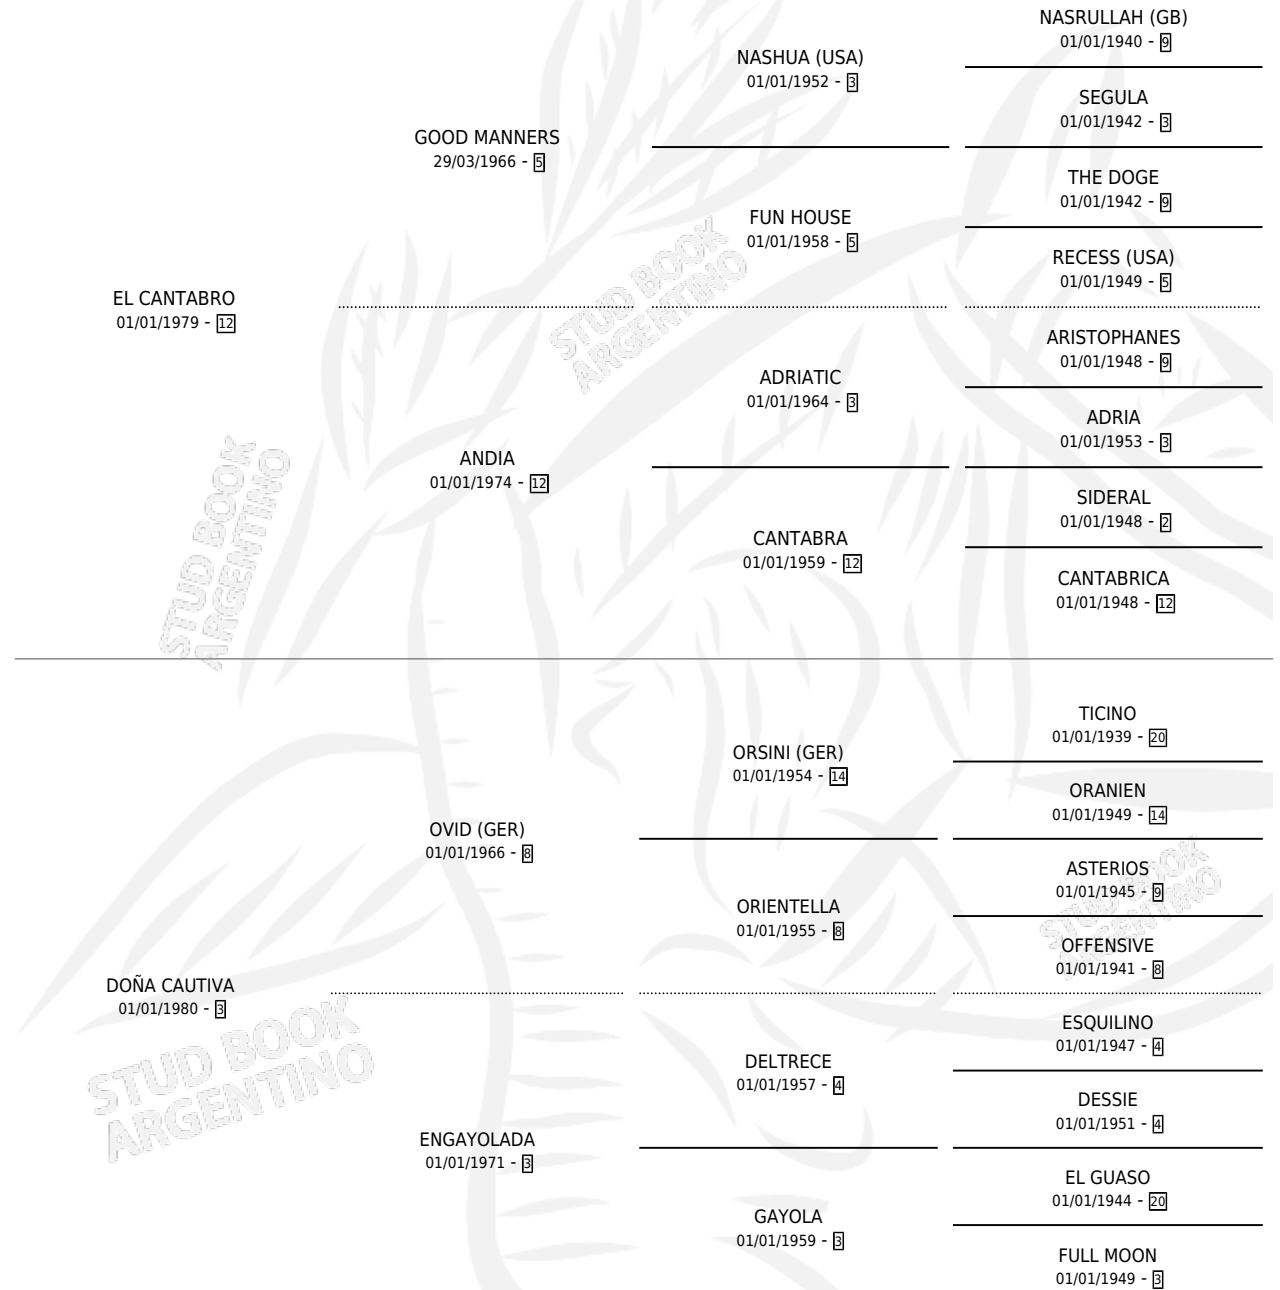 NASRULLAH (GB)
01/01/1940 - 9
NASHUA (USA)
01/01/1952 - 3
SEGULA
01/01/1942 - 3
GOOD MANNERS
29/03/1966 - 5
THE DOGE
01/01/1942 - 9
FUN HOUSE
01/01/1958 - 5
RECESS (USA)
01/01/1949 - 5
EL CANTABRO
01/01/1979 - 12
ARISTOPHANES
01/01/1948 - 9
ADRIATIC
01/01/1964 - 3
ADRIA
01/01/1953 - 3
ANDIA
01/01/1974 - 12
SIDERAL
01/01/1948 - 2
CANTABRA
01/01/1959 - 12
CANTABRICA
01/01/1948 - 12
TICINO
01/01/1939 - 20
ORSINI (GER)
01/01/1954 - 14
ORANIEN
01/01/1949 - 14
OVID (GER)
01/01/1966 - 8
ASTERIOS
01/01/1945 - 9
ORIENTELLA
01/01/1955 - 8
OFFENSIVE
01/01/1941 - 8
DOÑA CAUTIVA
01/01/1980 - 3
ESQUILINO
01/01/1947 - 4
DELTRECE
01/01/1957 - 4
DESSIE
01/01/1951 - 4
ENGAYOLADA
01/01/1971 - 3
EL GUASO
01/01/1944 - 20
GAYOLA
01/01/1959 - 3
FULL MOON
01/01/1949 - 3
STUD BOOK
ARGENTINO
STUD BOOK
ARGENTINO
STUD BOOK
ARGENTINO
STUD BOOK
ARGENTINO